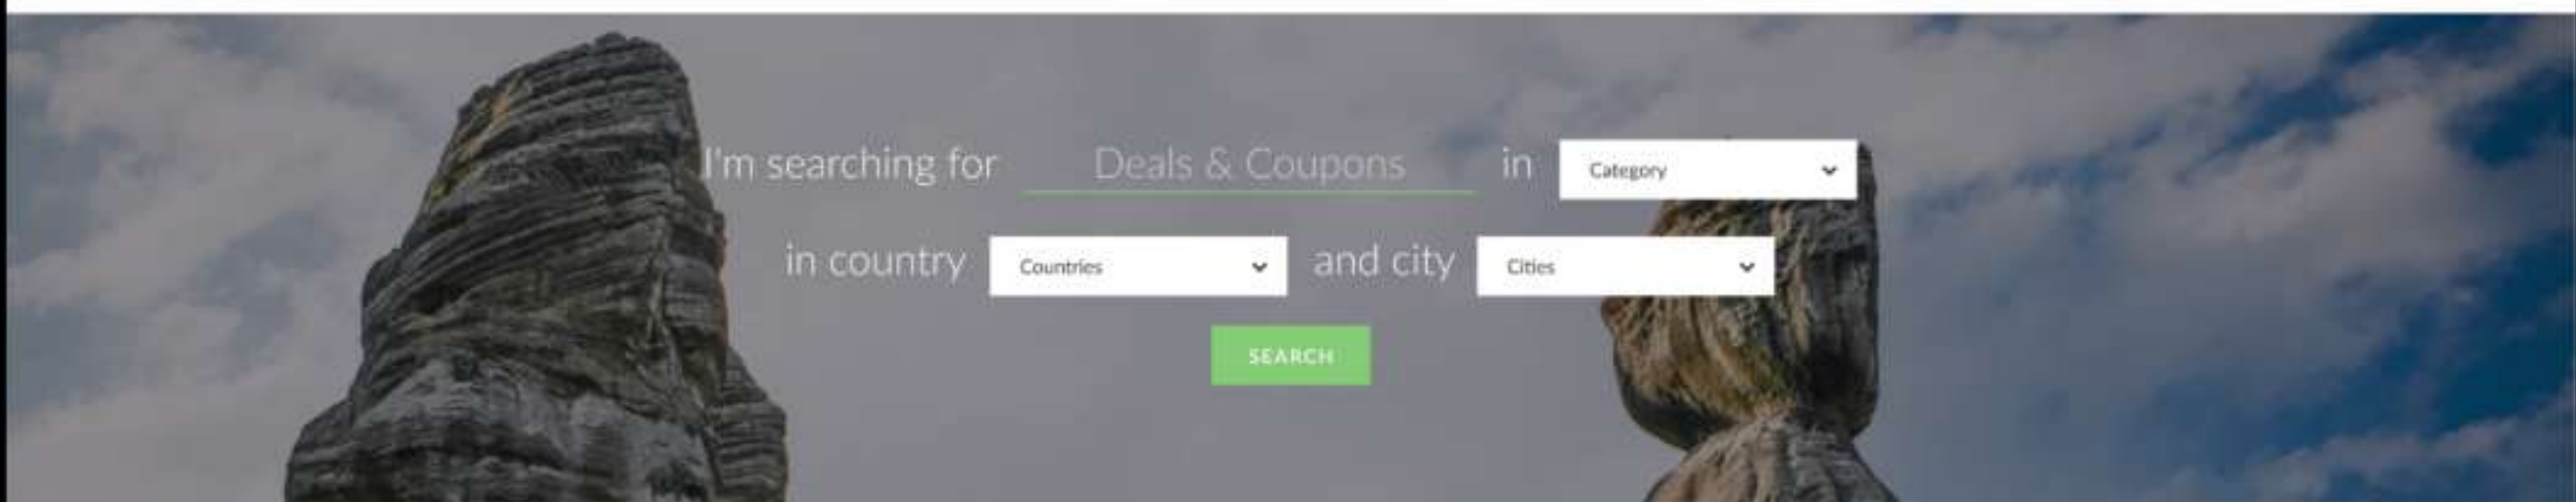 I'm searching for Deals & Coupons in Category
in country Countries and city Cities
SEARCH